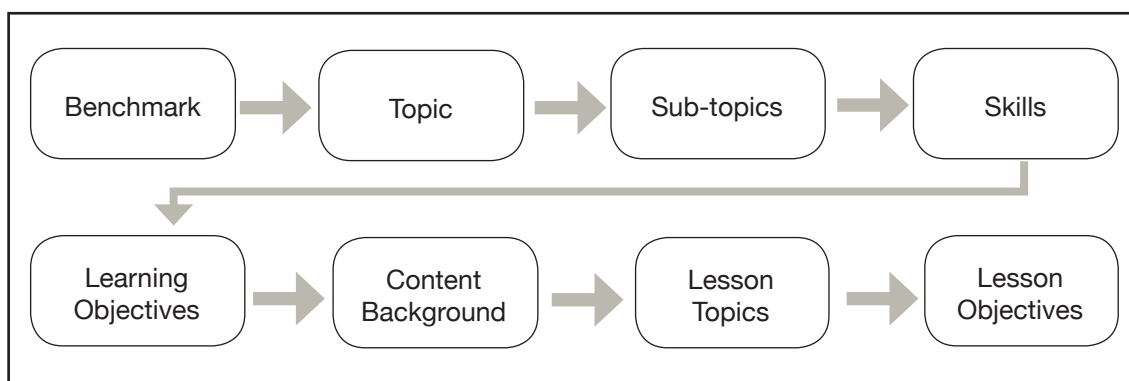 Benchmark
Topic
Sub-topics
Skills
Learning
Objectives
Content
Background
Lesson
Topics
Lesson
Objectives